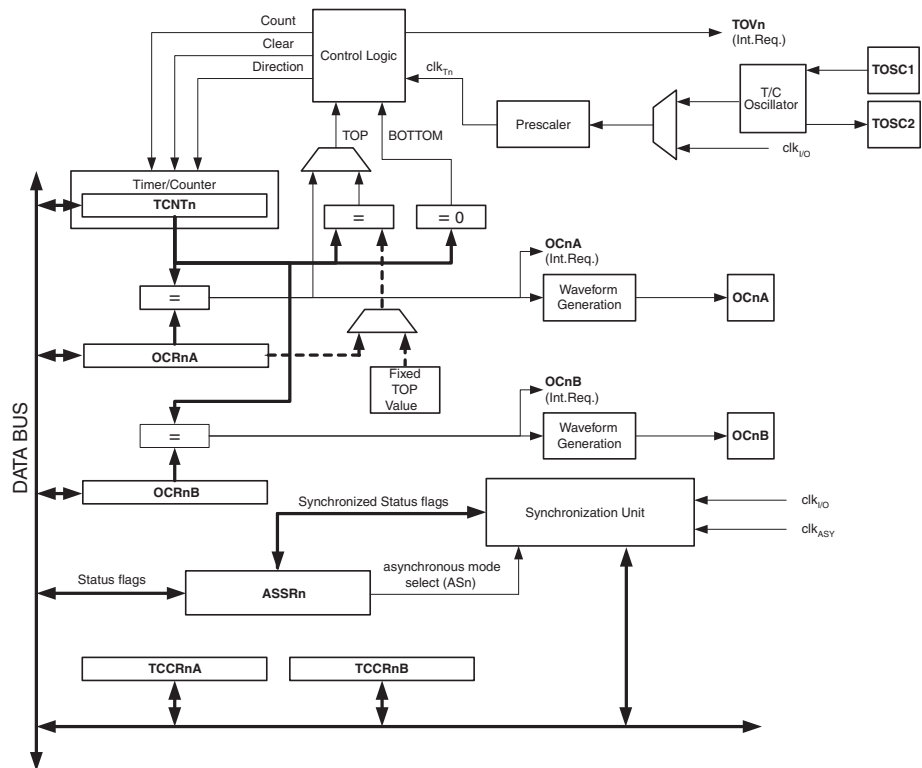 Count
Clear
Direction
Control Logic
TOVn
(Int.Req.)
clkTn
TOSC1
T/C
Oscillator
TOSC2
Prescaler
clkI/O
TOP
BOTTOM
Timer/Counter
TCNTn
=
= 0
OCnA
(Int.Req.)
=
Waveform
Generation
OCnA
OCRnA
Fixed
TOP
Value
OCnB
(Int.Req.)
=
Waveform
Generation
OCnB
OCRnB
DATA BUS
Synchronized Status flags
Synchronization Unit
clkI/O
clkASY
asynchronous mode
select (ASn)
Status flags
ASSRn
TCCRnA
TCCRnB